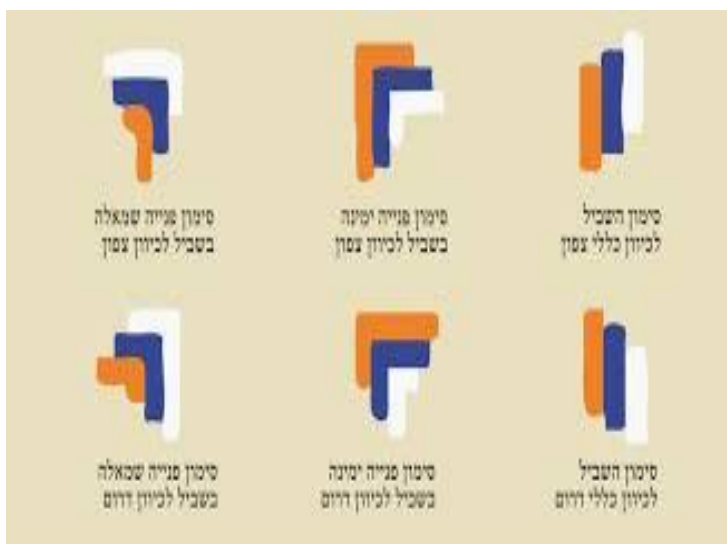 סימון השביל
לכיוון כללי צפון
סימון פנייה ימינה
בשביל לכיוון צפון
סימון פנייה שמאלה
בשביל לכיוון צפון
סימון השביל
לכיוון כללי דרום
סימון פנייה ימינה
בשביל לכיוון דרום
סימון פנייה שמאלה
בשביל לכיוון דרום